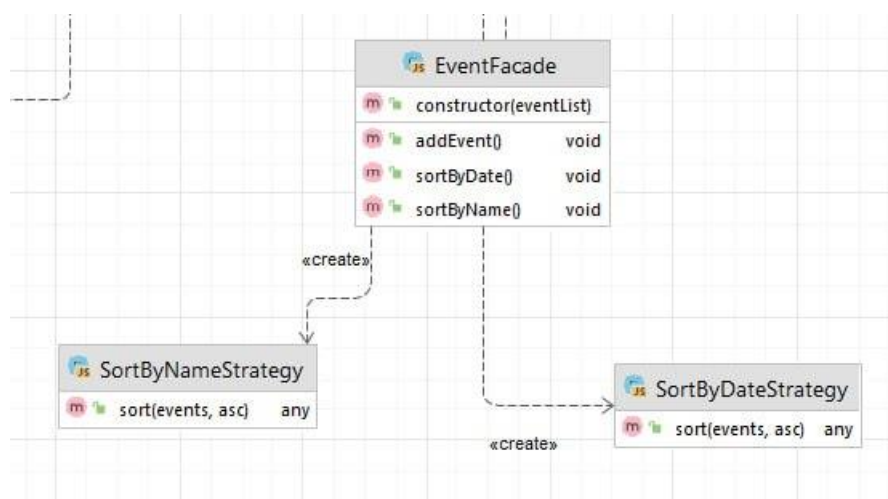 EventFacade
constructor(eventList)
addEvent() void
sortByDate() void
sortByName() void
«create»
SortByNameStrategy
sort(events, asc) any
SortByDateStrategy
sort(events, asc) any
«create»